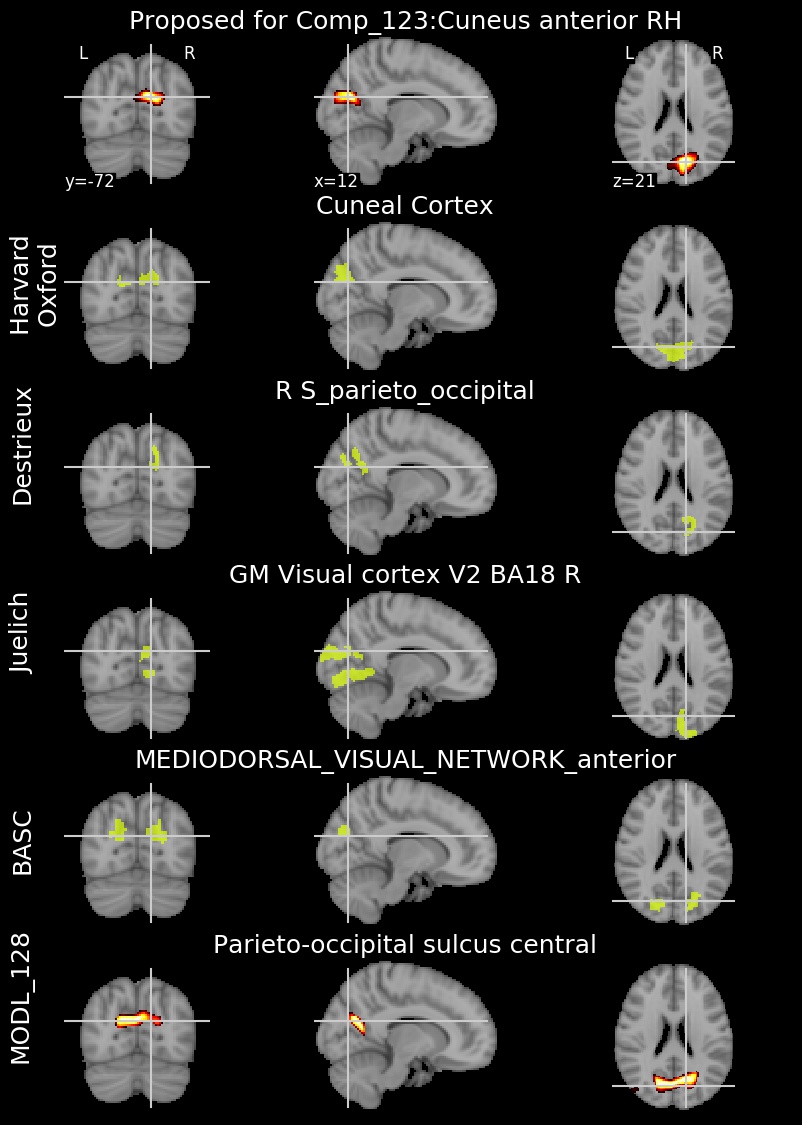 Proposed for Comp_123:Cuneus anterior RH
L R L R
y=-72 x=12 z=21
Cuneal Cortex
Harvard
Oxford
R S_parieto_occipital
Destrieux
GM Visual cortex V2 BA18 R
Juelich
MEDIODORSAL_VISUAL_NETWORK_anterior
BASC
Parieto-occipital sulcus central
MODL_128